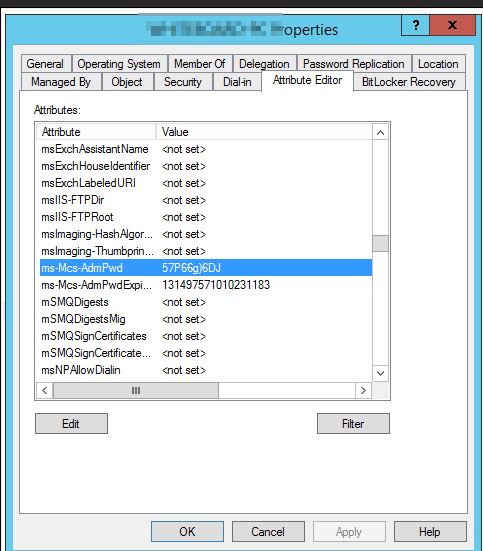 roperties
? x
General Operating System Member Of Delegation Password Replication Location
Managed By Object Security Dial-in Attribute Editor BitLocker Recovery
Attributes:
Attribute Value
msExchAssistantName <not set>
msExchHouseIdentifier <not set>
msExchLabeledURI <not set>
msIIS-FTPDir <not set>
msIIS-FTPRoot <not set>
msImaging-HashAlgor... <not set>
msImaging-Thumbprin... <not set>
ms-Mcs-AdmPwd 57P66g)6DJ
ms-Mcs-AdmPwdExpi... 131497571010231183
mSMQDigests <not set>
mSMQDigestsMig <not set>
mSMQSignCertificates <not set>
mSMQSignCertificate... <not set>
msNPAllowDialin <not set>
Edit Filter
OK Cancel Apply Help